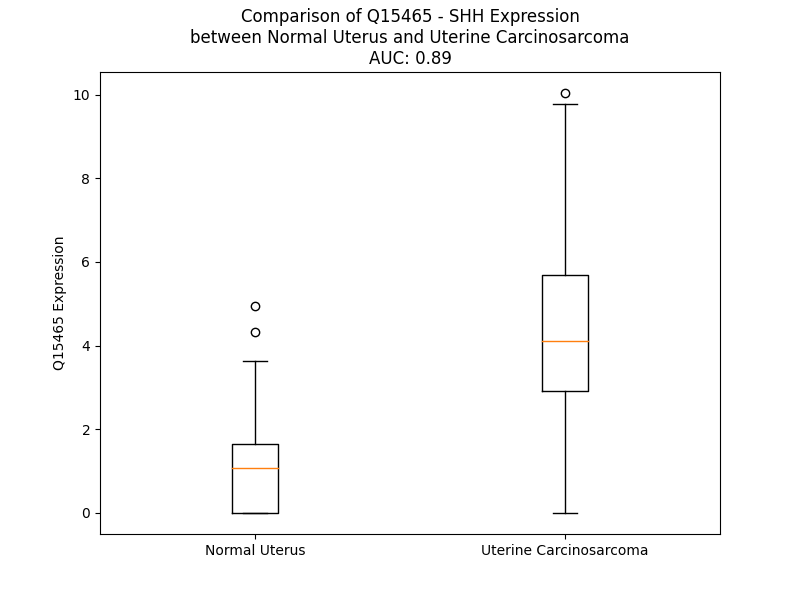 Comparison of Q15465 - SHH Expression
between Normal Uterus and Uterine Carcinosarcoma
AUC: 0.89
10
8
6
4
2
0
Q15465 Expression
Normal Uterus
Uterine Carcinosarcoma